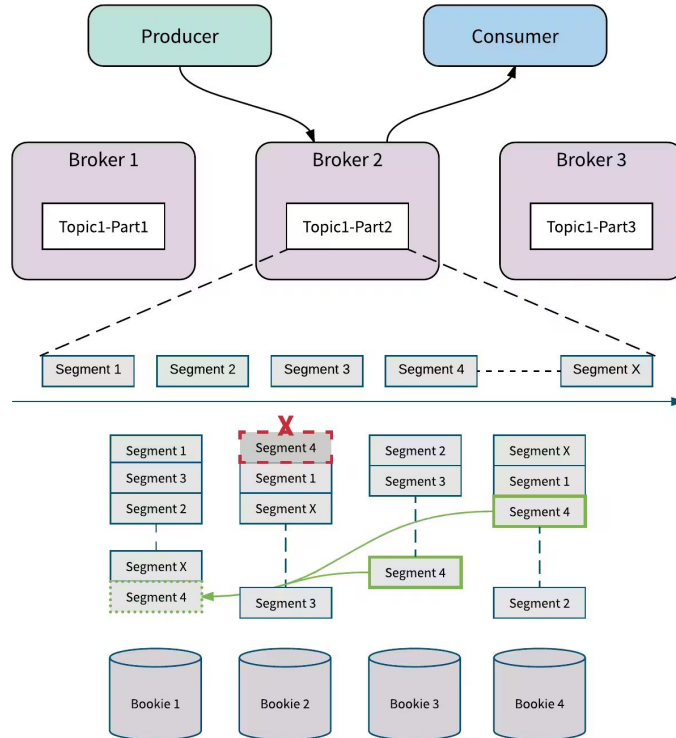 Producer
Consumer
Broker 1
Broker 2
Broker 3
Topic1-Part1
Topic1-Part2
Topic1-Part3
Segment 1
Segment 2
Segment 3
Segment 4
Segment X
X
Segment 1
Segment 3
Segment 2
Segment X
Segment 4
Segment 4
Segment 1
Segment X
Segment 3
Segment 2
Segment 3
Segment 4
Segment X
Segment 1
Segment 4
Segment 2
Bookie 1
Bookie 2
Bookie 3
Bookie 4